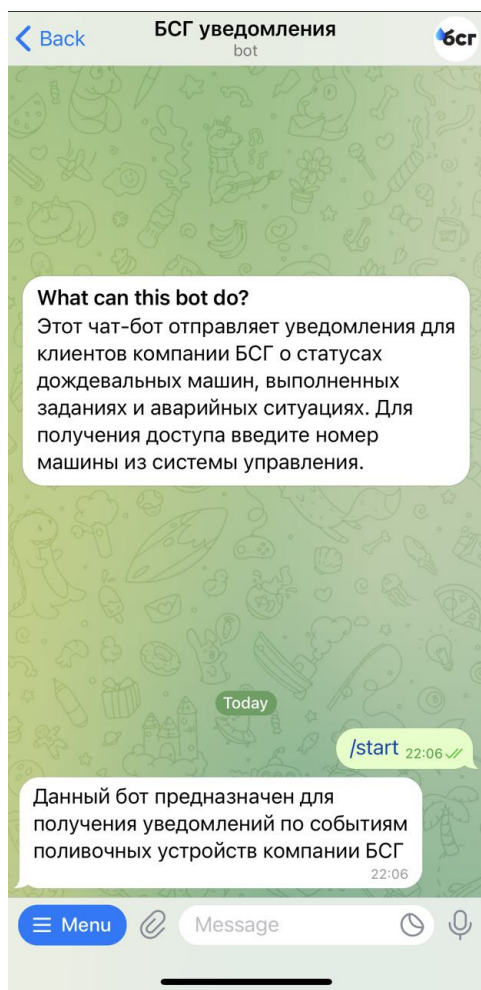 Back
БСГ уведомления
bot
бсг
What can this bot do?
Этот чат-бот отправляет уведомления для
клиентов компании БСГ о статусах
дождевальных машин, выполненных
заданиях и аварийных ситуациях. Для
получения доступа введите номер
машины из системы управления.
Today
/start 22:06
Данный бот предназначен для
получения уведомлений по событиям
поливочных устройств компании БСГ
22:06
Menu
Message